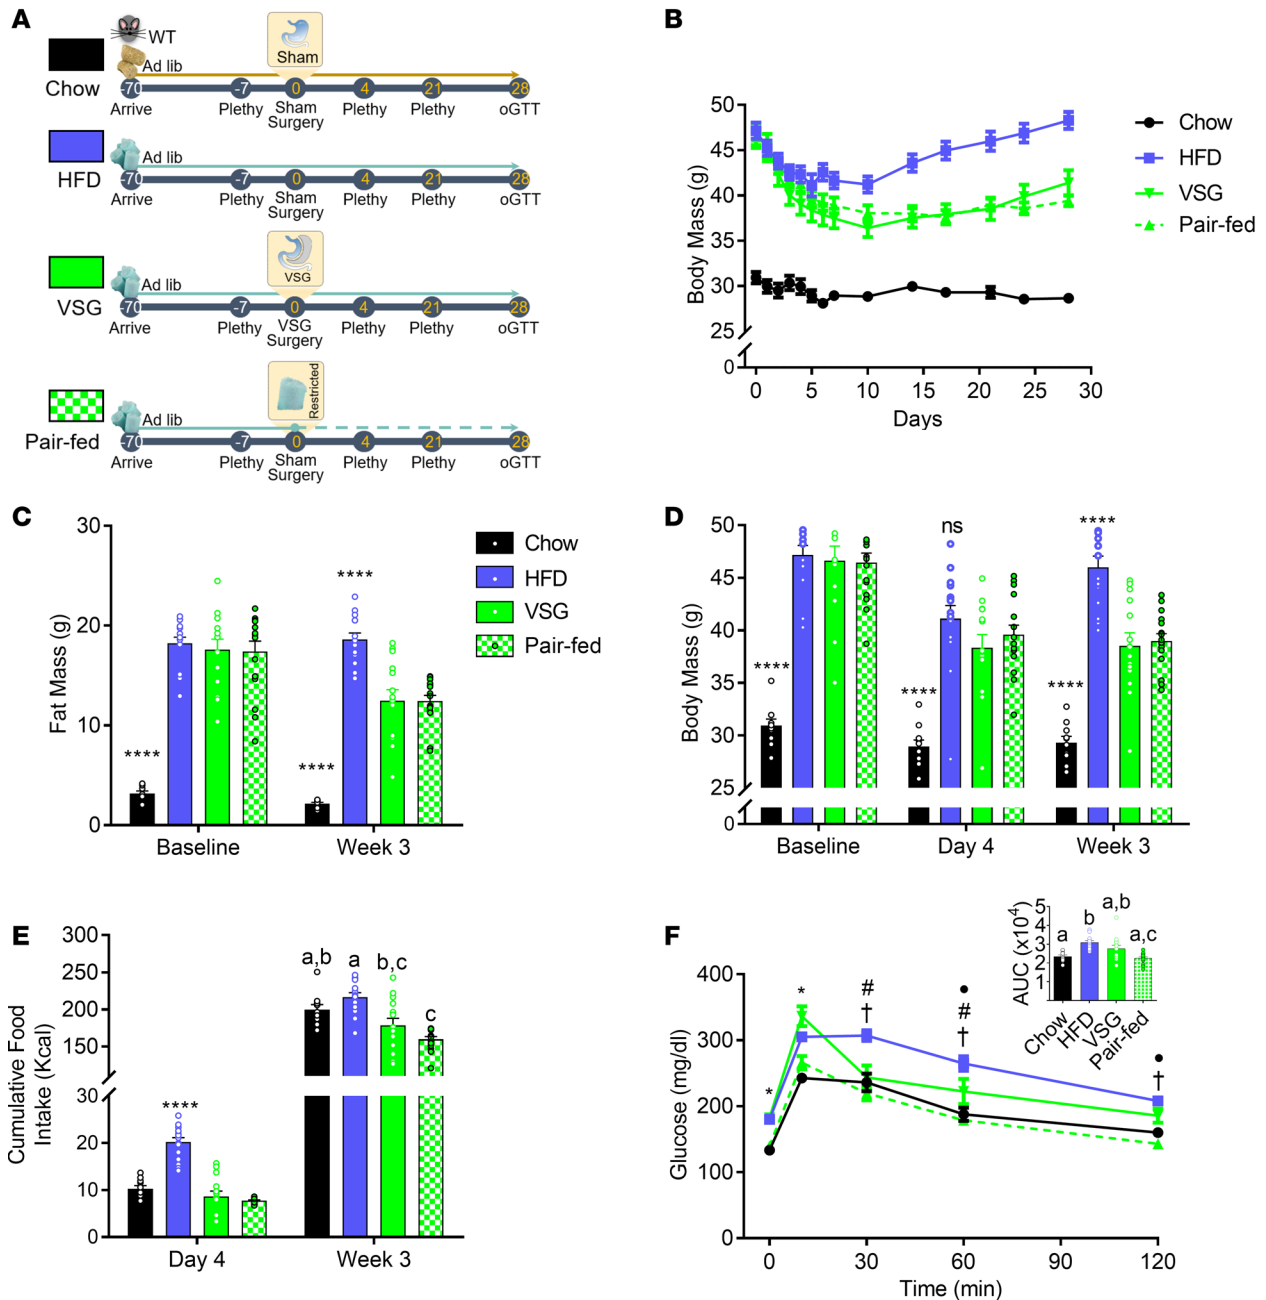 A
WT
Sham
Ad lib
Chow
-70 -7 0 4 21 28
Arrive Plethy Sham Surgery Plethy Plethy oGTT
Ad lib
HFD
-70 -7 0 4 21 28
Arrive Plethy Sham Surgery Plethy Plethy oGTT
VSG
Ad lib
VSG
-70 -7 0 4 21 28
Arrive Plethy VSG Surgery Plethy Plethy oGTT
Restricted
Ad lib
Pair-fed
-70 -7 0 4 21 28
Arrive Plethy Sham Surgery Plethy Plethy oGTT
B
Body Mass (g)
50
45
40
35
30
25
0
0 5 10 15 20 25 30
Days
Chow
HFD
VSG
Pair-fed
C
Fat Mass (g)
30
20
10
0
****
****
****
Baseline Week 3
Chow
HFD
VSG
Pair-fed
D
Body Mass (g)
50
45
40
35
30
25
0
****
ns
****
****
****
Baseline Day 4 Week 3
E
Cumulative Food
Intake (Kcal)
300
250
200
150
30
20
10
0
****
a,b a b,c c
Day 4 Week 3
F
Glucose (mg/dl)
400
300
200
100
0
* * # † ● # † ● †
0 30 60 90 120
Time (min)
AUC (x10⁴)
5
4
3
2
1
a b a,b a,c
Chow
HFD
VSG
Pair-fed